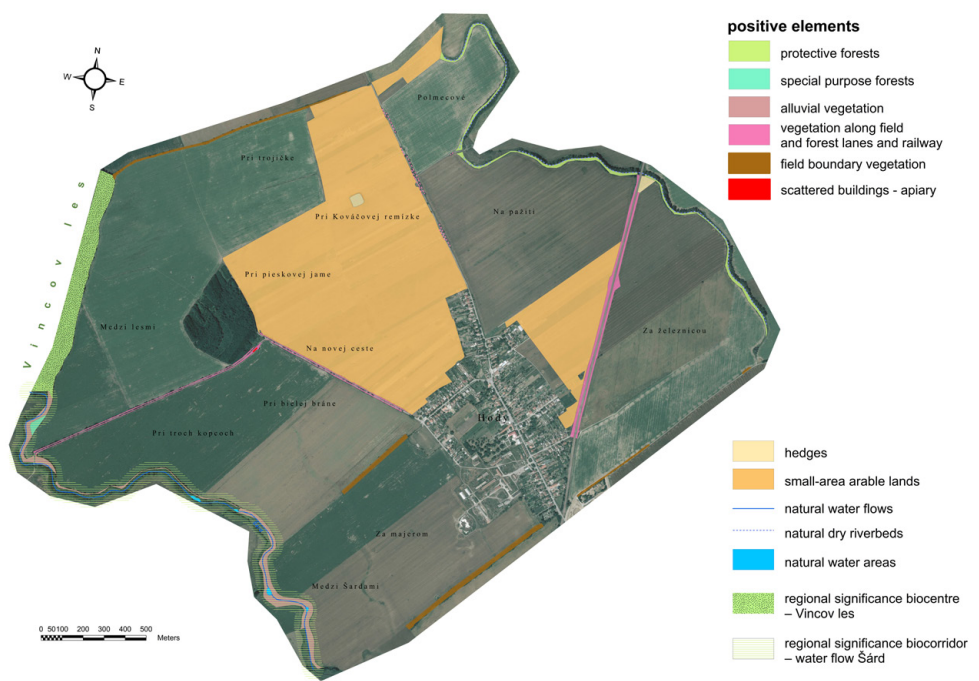 positive elements
protective forests
special purpose forests
alluvial vegetation
vegetation along field
and forest lanes and railway
field boundary vegetation
scattered buildings - apiary
N
W
E
S
Polmecové
Pri trojičke
Pri Kováčovej remízke
Na pažiti
Vincov les
Pri pieskovej jame
Medzi lesmi
Na novej ceste
Za železnicou
Pri bielej bráne
Hody
Pri troch kopcoch
Za majerom
Medzi Šardami
hedges
small-area arable lands
natural water flows
natural dry riverbeds
natural water areas
regional significance biocentre
– Vincov les
regional significance biocorridor
– water flow Šárd
0 50 100 200 300 400 500
Meters